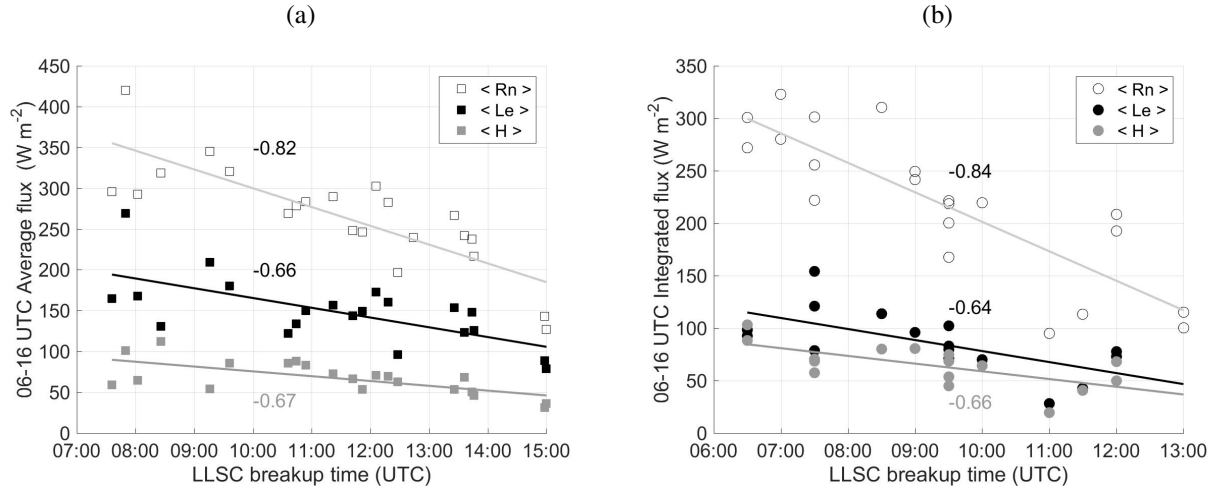 (a)
450
400
350
300
250
200
150
100
50
0
06-16 UTC Average flux (W m-2)
< Rn >
< Le >
< H >
-0.82
-0.66
-0.67
07:00 08:00 09:00 10:00 11:00 12:00 13:00 14:00 15:00
LLSC breakup time (UTC)
(b)
350
300
250
200
150
100
50
0
06-16 UTC Integrated flux (W m-2)
< Rn >
< Le >
< H >
-0.84
-0.64
-0.66
06:00 07:00 08:00 09:00 10:00 11:00 12:00 13:00
LLSC breakup time (UTC)